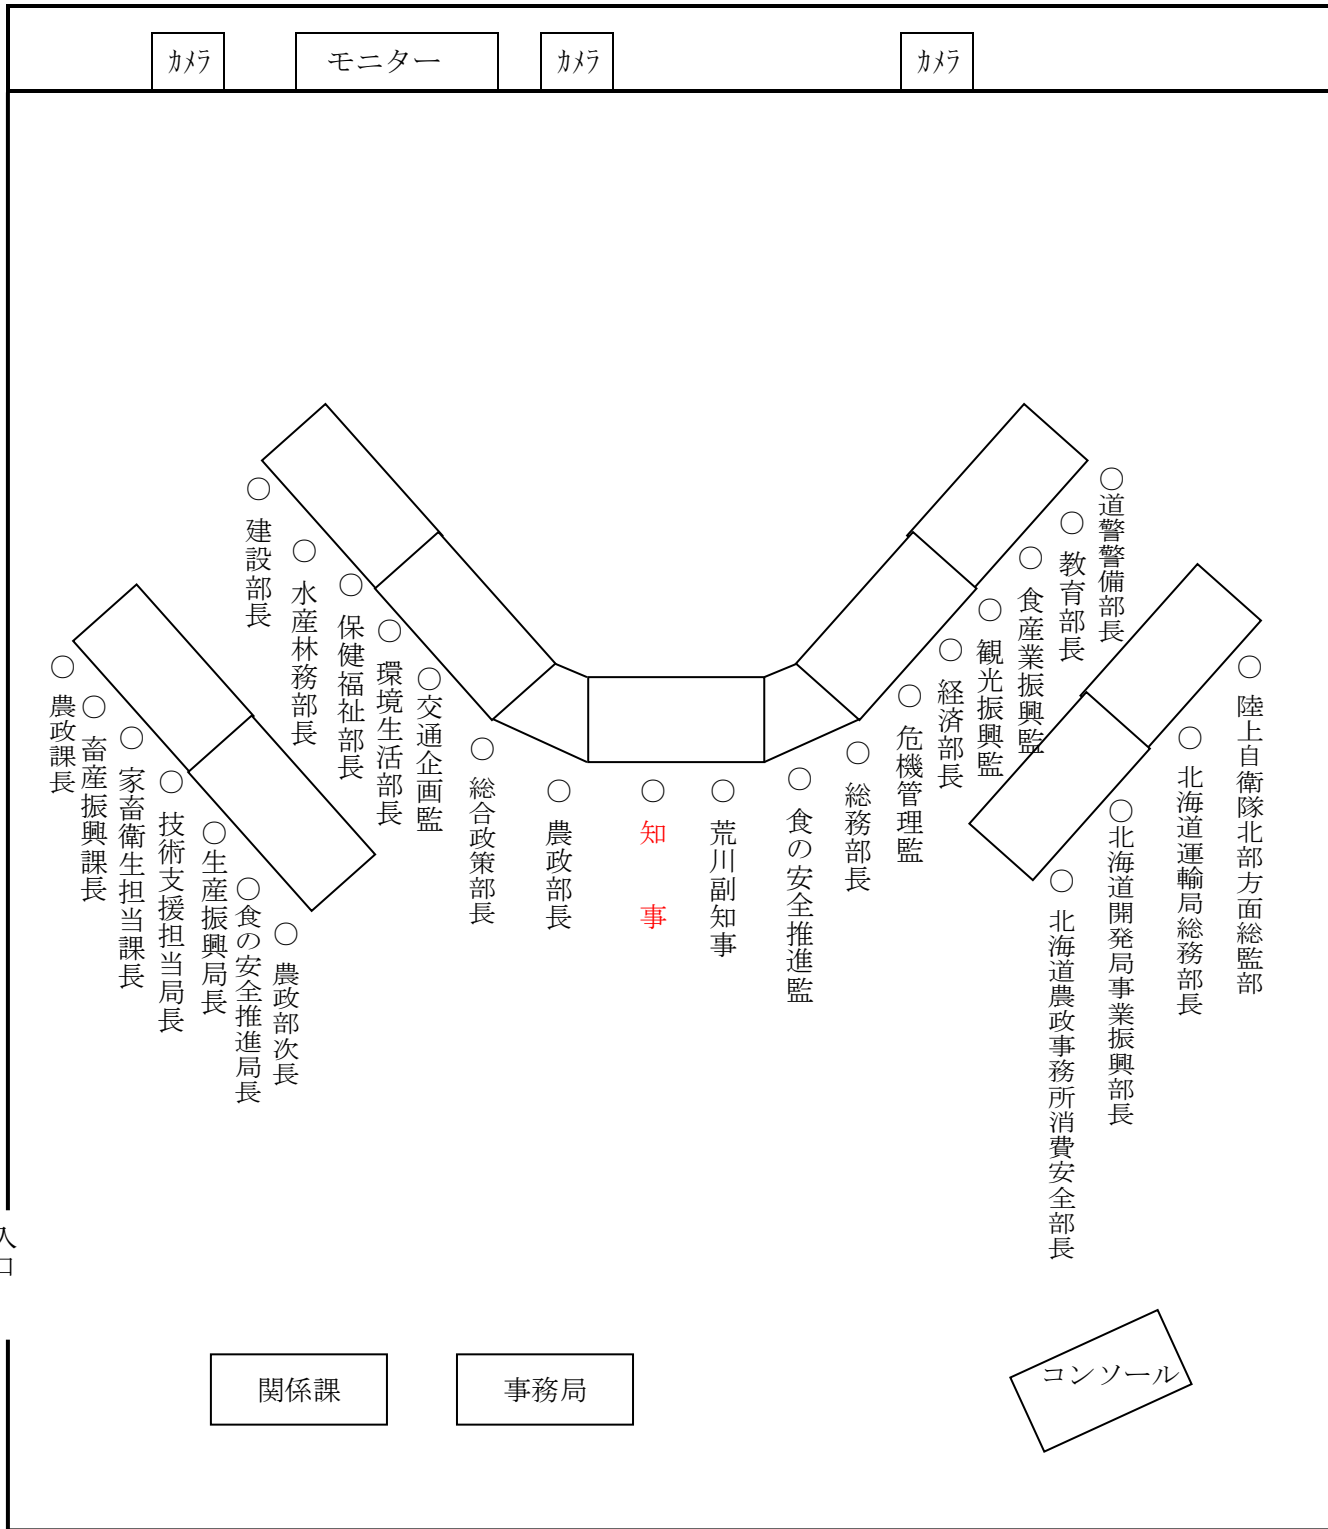 ｶﾒﾗ
モニター
ｶﾒﾗ
ｶﾒﾗ
○ 建設部長
○ 水産林務部長
○ 保健福祉部長
○ 環境生活部長
○交通企画監
○ 総合政策部長
○ 農政部長
○ 知 事
○ 荒川副知事
○ 食の安全推進監
○ 総務部長
○ 危機管理監
○ 経済部長
○ 観光振興監
○ 食産業振興監
○ 教育部長
○道警警備部長
○ 農政課長
○ 畜産振興課長
○ 家畜衛生担当課長
○ 技術支援担当局長
○生産振興局長
○食の安全推進局長
○ 農政部次長
○ 北海道農政事務所消費安全部長
○北海道開発局事業振興部長
○ 北海道運輸局総務部長
○ 陸上自衛隊北部方面総監部
入口
関係課
事務局
コンソール